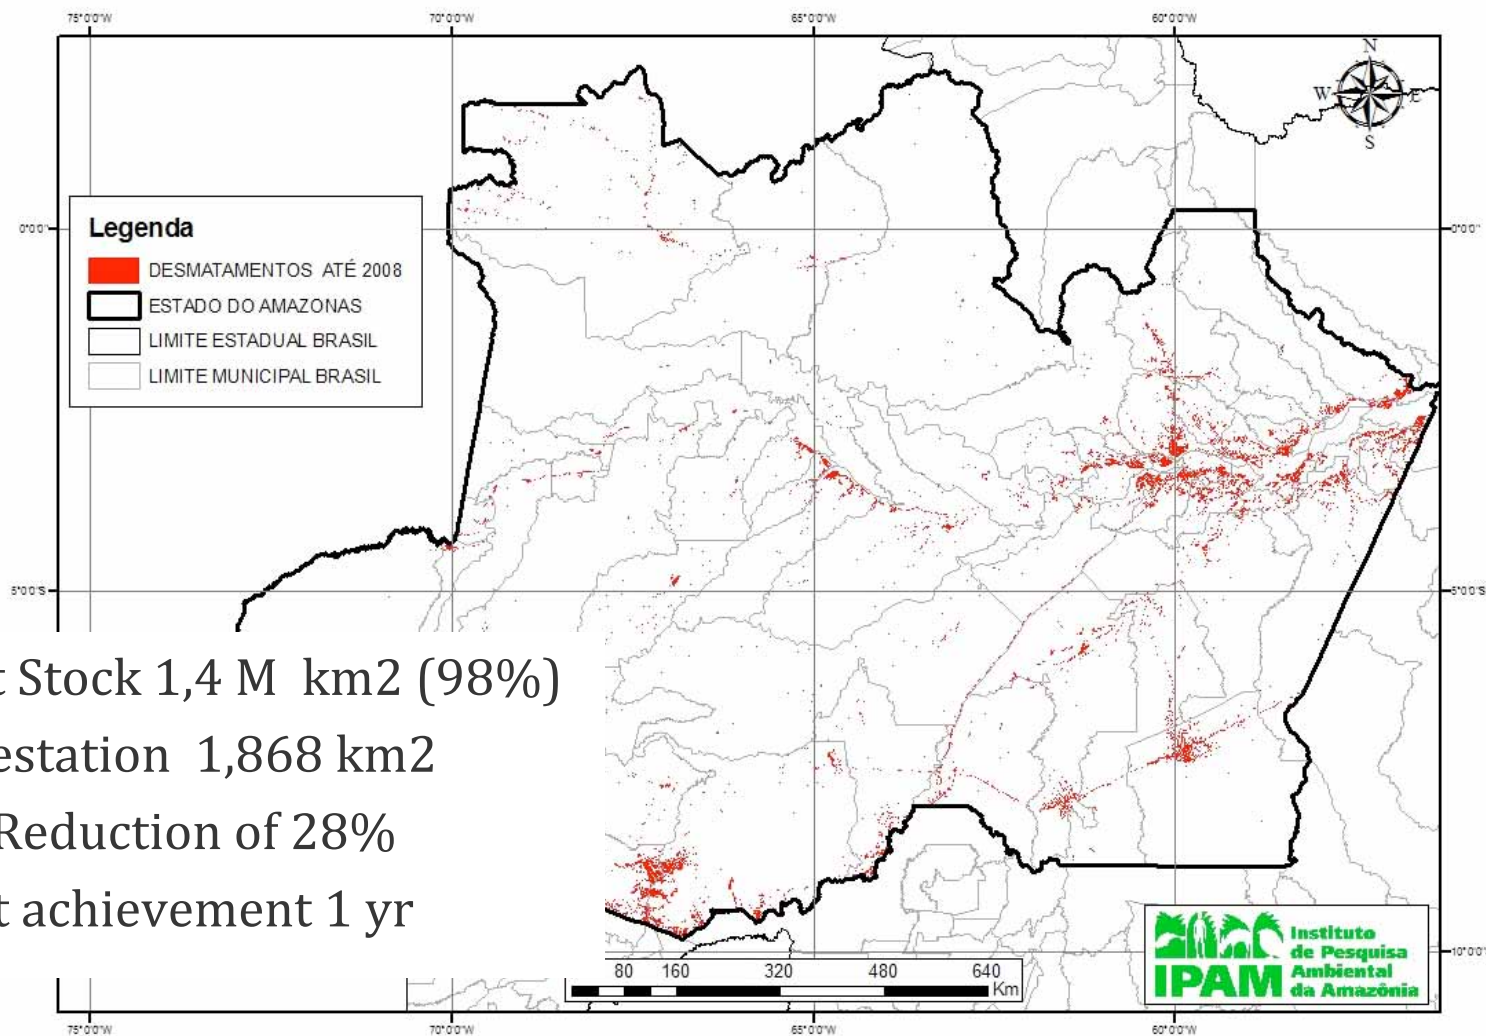 75°0'0"W 70°0'0"W 65°0'0"W 60°0'0"W
N
W E
S
Legenda
DESMATAMENTOS ATÉ 2008
ESTADO DO AMAZONAS
LIMITE ESTADUAL BRASIL
LIMITE MUNICIPAL BRASIL
0°0'0" 0°0'0"
5°0'0"S 5°0'0"S
t Stock 1,4 M km2 (98%)
estation 1,868 km2
Reduction of 28%
t achievement 1 yr
10°0'0"
80 160 320 480 640
Km
IPAM
Instituto
de Pesquisa
Ambiental
da Amazônia
75°0'0"W 70°0'0"W 65°0'0"W 60°0'0"W